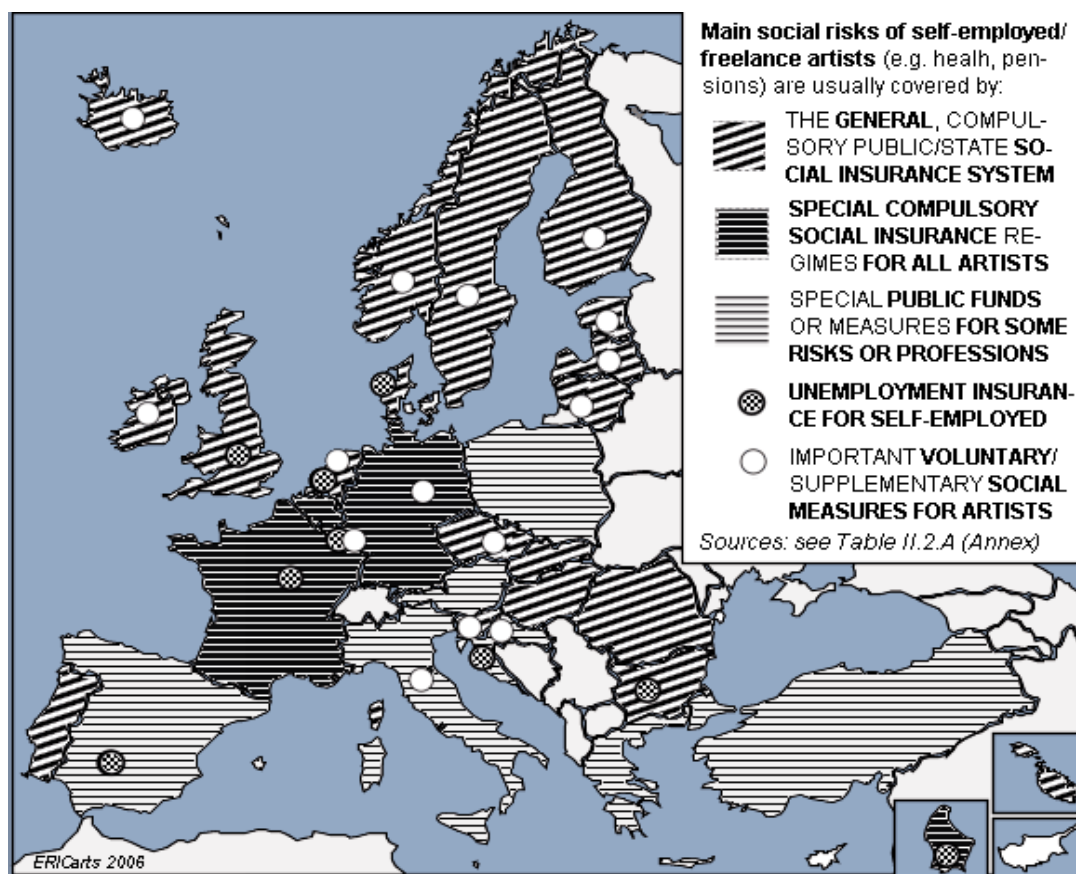 Main social risks of self-employed/
freelance artists (e.g. healh, pen-
sions) are usually covered by:
THE GENERAL, COMPUL-
SORY PUBLIC/STATE SO-
CIAL INSURANCE SYSTEM
SPECIAL COMPULSORY
SOCIAL INSURANCE RE-
GIMES FOR ALL ARTISTS
SPECIAL PUBLIC FUNDS
OR MEASURES FOR SOME
RISKS OR PROFESSIONS
UNEMPLOYMENT INSURAN-
CE FOR SELF-EMPLOYED
IMPORTANT VOLUNTARY/
SUPPLEMENTARY SOCIAL
MEASURES FOR ARTISTS
Sources: see Table II.2.A (Annex)
ERICarts 2006